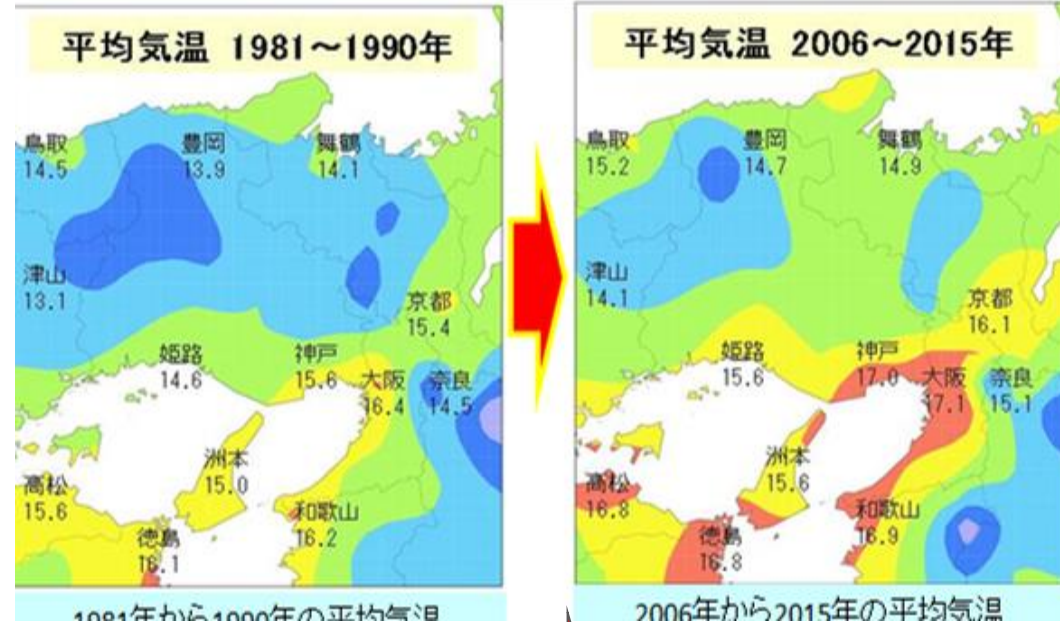 平均気温 1981～1990年
鳥取
14.5
豊岡
13.9
舞鶴
14.1
津山
13.1
京都
15.4
姫路
14.6
神戸
15.6
大阪
16.4
奈良
14.5
洲本
15.0
高松
15.6
和歌山
16.2
徳島
16.1
1981年から1990年の平均気温
平均気温 2006～2015年
鳥取
15.2
豊岡
14.7
舞鶴
14.9
津山
14.1
京都
16.1
姫路
15.6
神戸
17.0
大阪
17.1
奈良
15.1
洲本
15.6
高松
16.8
和歌山
16.9
徳島
16.8
2006年から2015年の平均気温